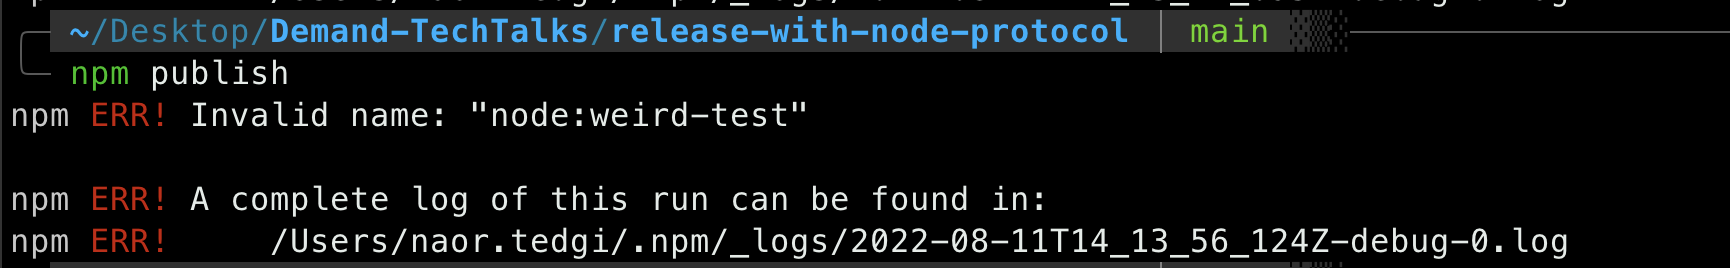 ~/Desktop/Demand-TechTalks/release-with-node-protocol main
npm publish
npm ERR! Invalid name: "node:weird-test"
npm ERR! A complete log of this run can be found in:
npm ERR!     /Users/naor.tedgi/.npm/_logs/2022-08-11T14_13_56_124Z-debug-0.log